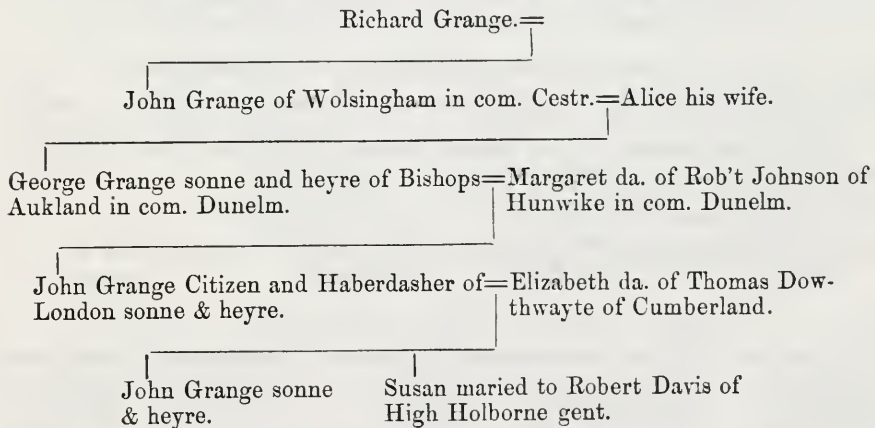 Richard Grange.=
John Grange of Wolsingham in com. Cestr.=Alice his wife.
George Grange sonne and heyre of Bishops=Margaret da. of Rob't Johnson of
Aukland in com. Dunelm. Hunwike in com. Dunelm.
John Grange Citizen and Haberdasher of=Elizabeth da. of Thomas Dow-
London sonne & heyre. thwayte of Cumberland.
John Grange sonne Susan maried to Robert Davis of
& heyre. High Holborne gent.